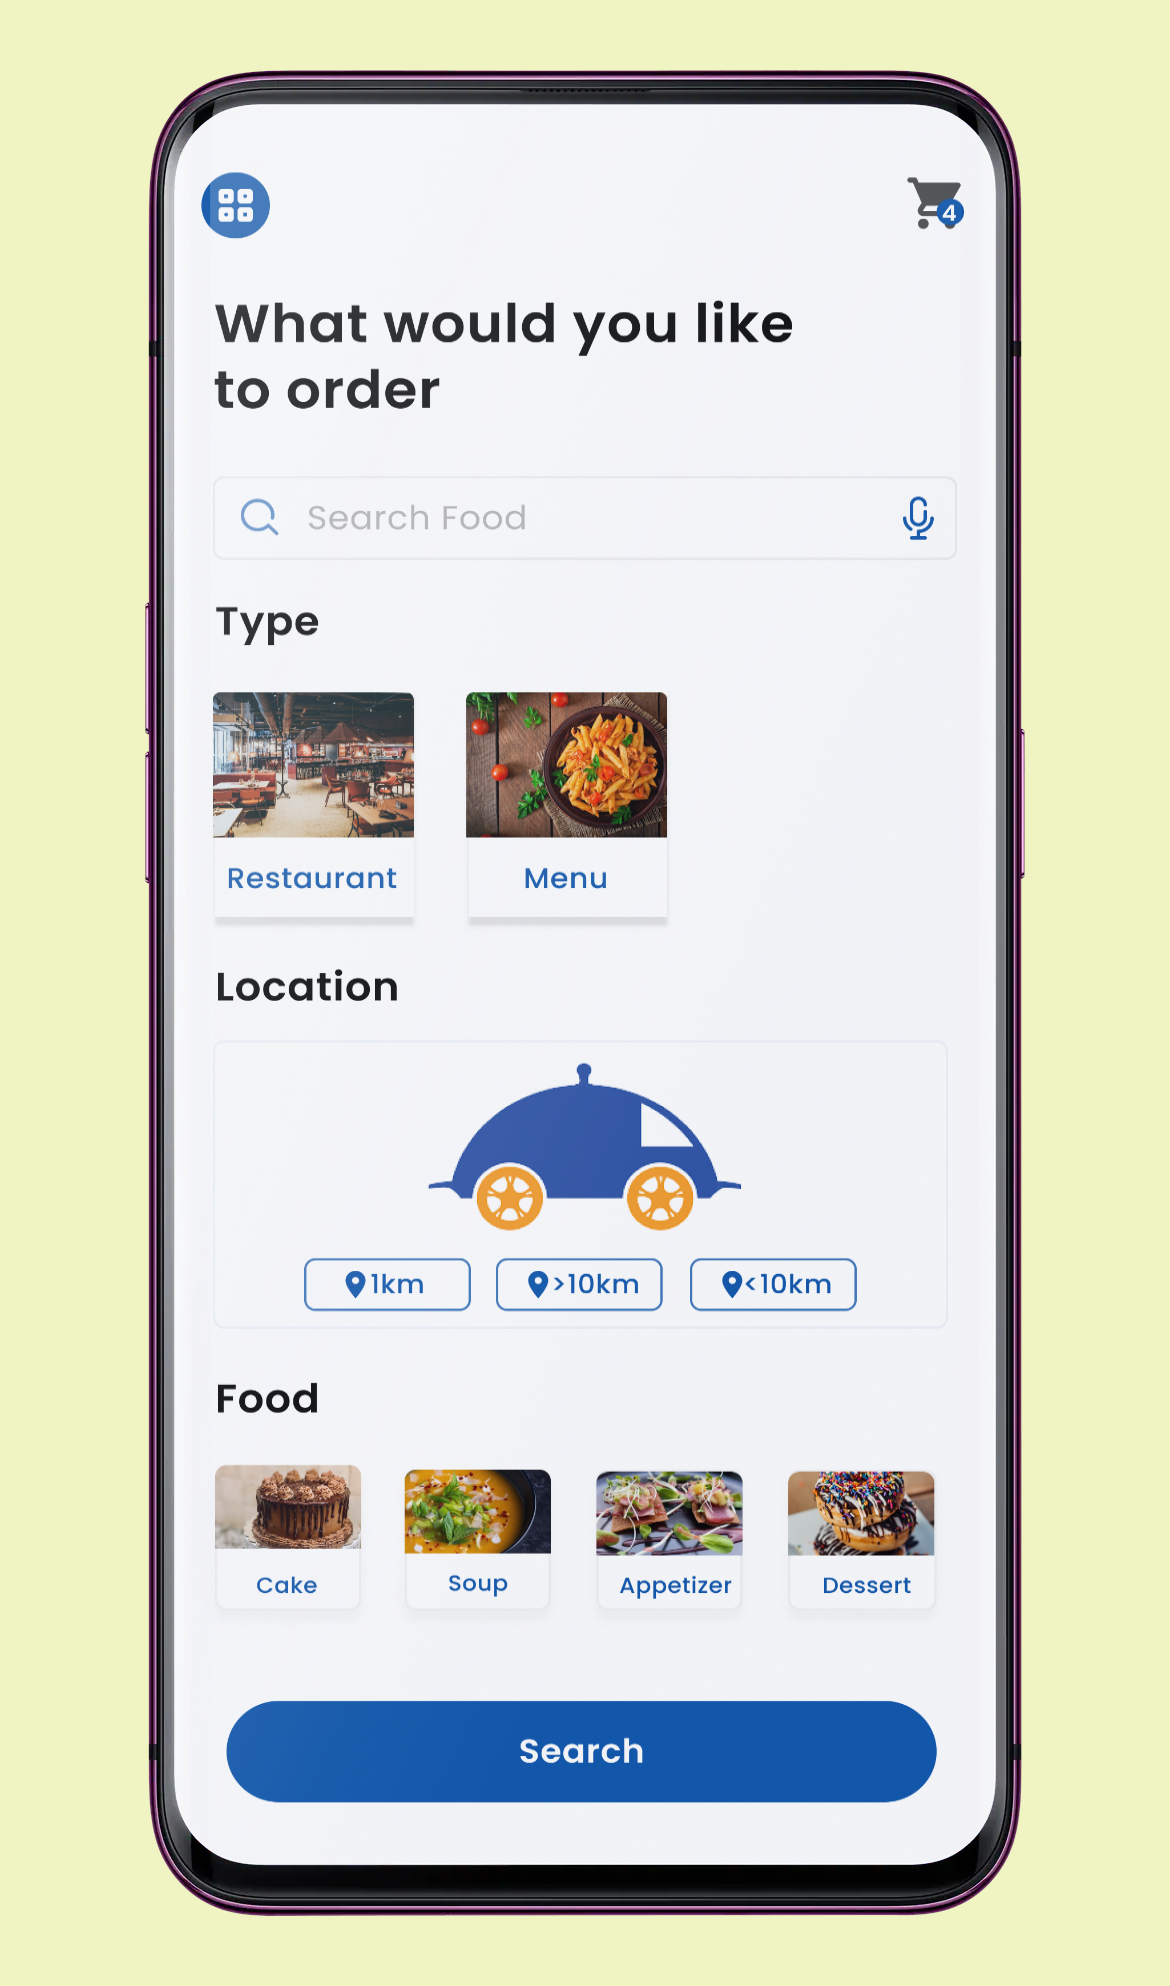 4
What would you like
to order
Search Food
Type
Restaurant
Menu
Location
1km
>10km
<10km
Food
Cake
Soup
Appetizer
Dessert
Search